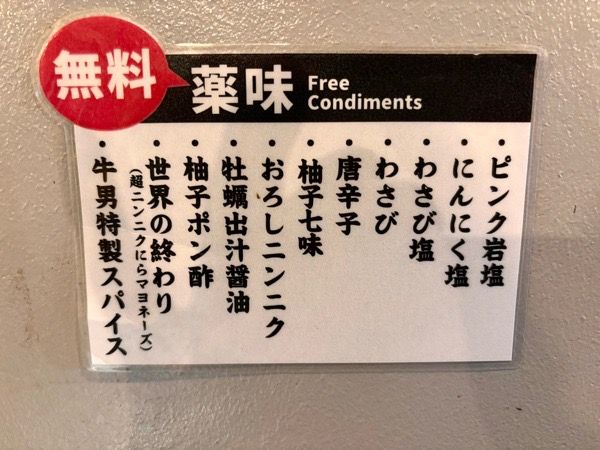 無料
薬味
Free
Condiments
・ピンク岩塩
・にんにく塩
・わさび塩
・わさび
・唐辛子
・柚子七味
・おろしニンニク
・牡蠣出汁醤油
・柚子ポン酢
・世界の終わり
(超ニンニクにらマヨネーズ)
・牛男特製スパイス